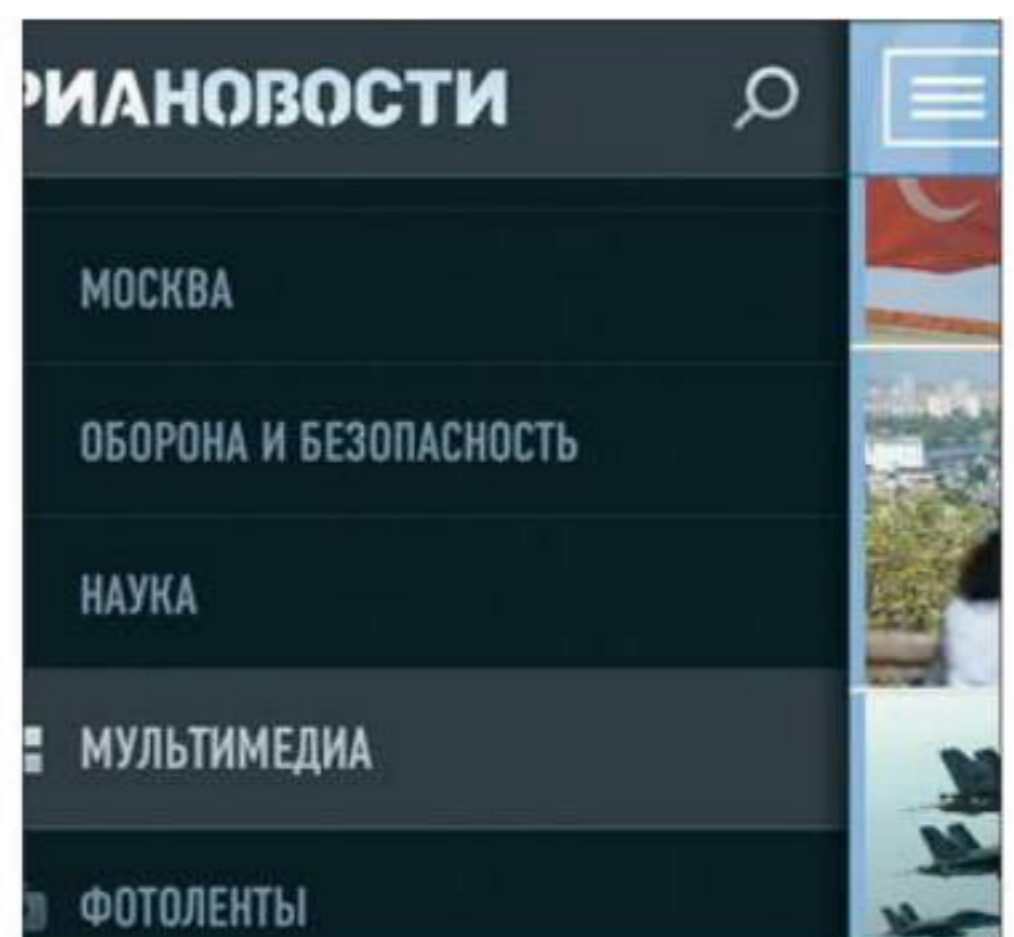 РИАНОВОСТИ
МОСКВА
ОБОРОНА И БЕЗОПАСНОСТЬ
НАУКА
МУЛЬТИМЕДИА
ФОТОЛЕНТЫ